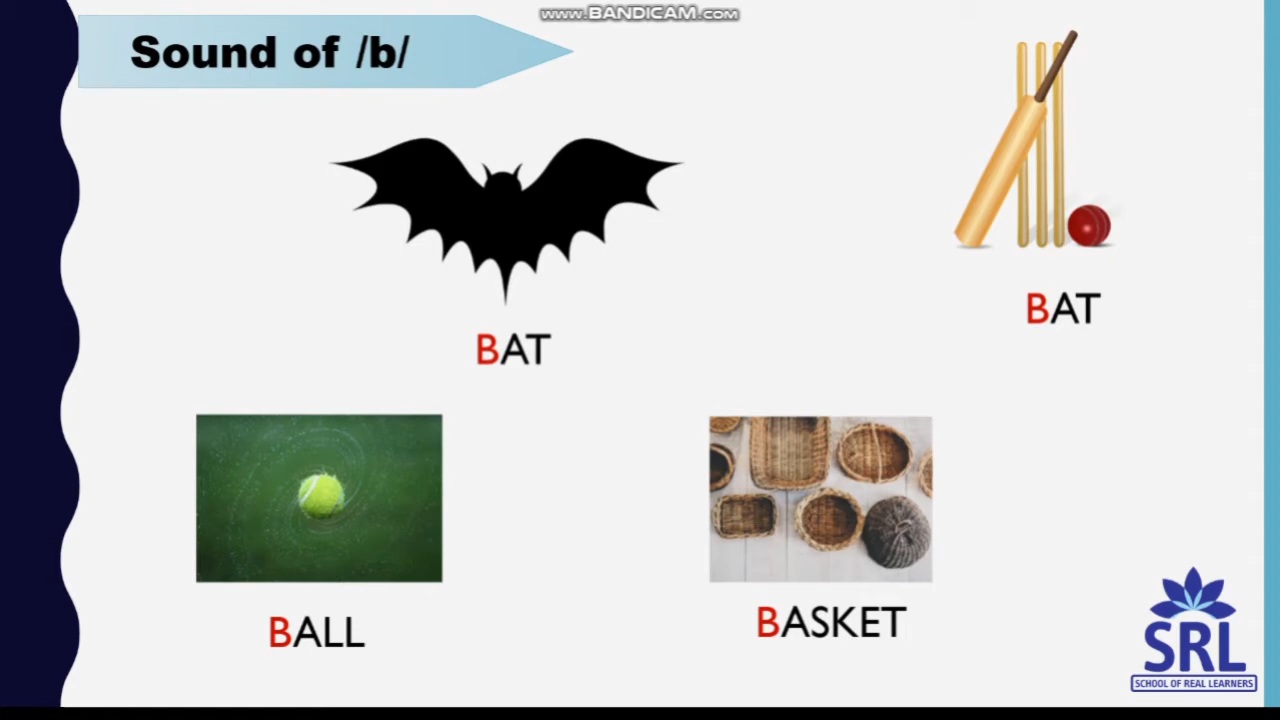 www.BANDICAM.com
Sound of /b/
BAT
BAT
BALL
BASKET
SRL
SCHOOL OF REAL LEARNERS